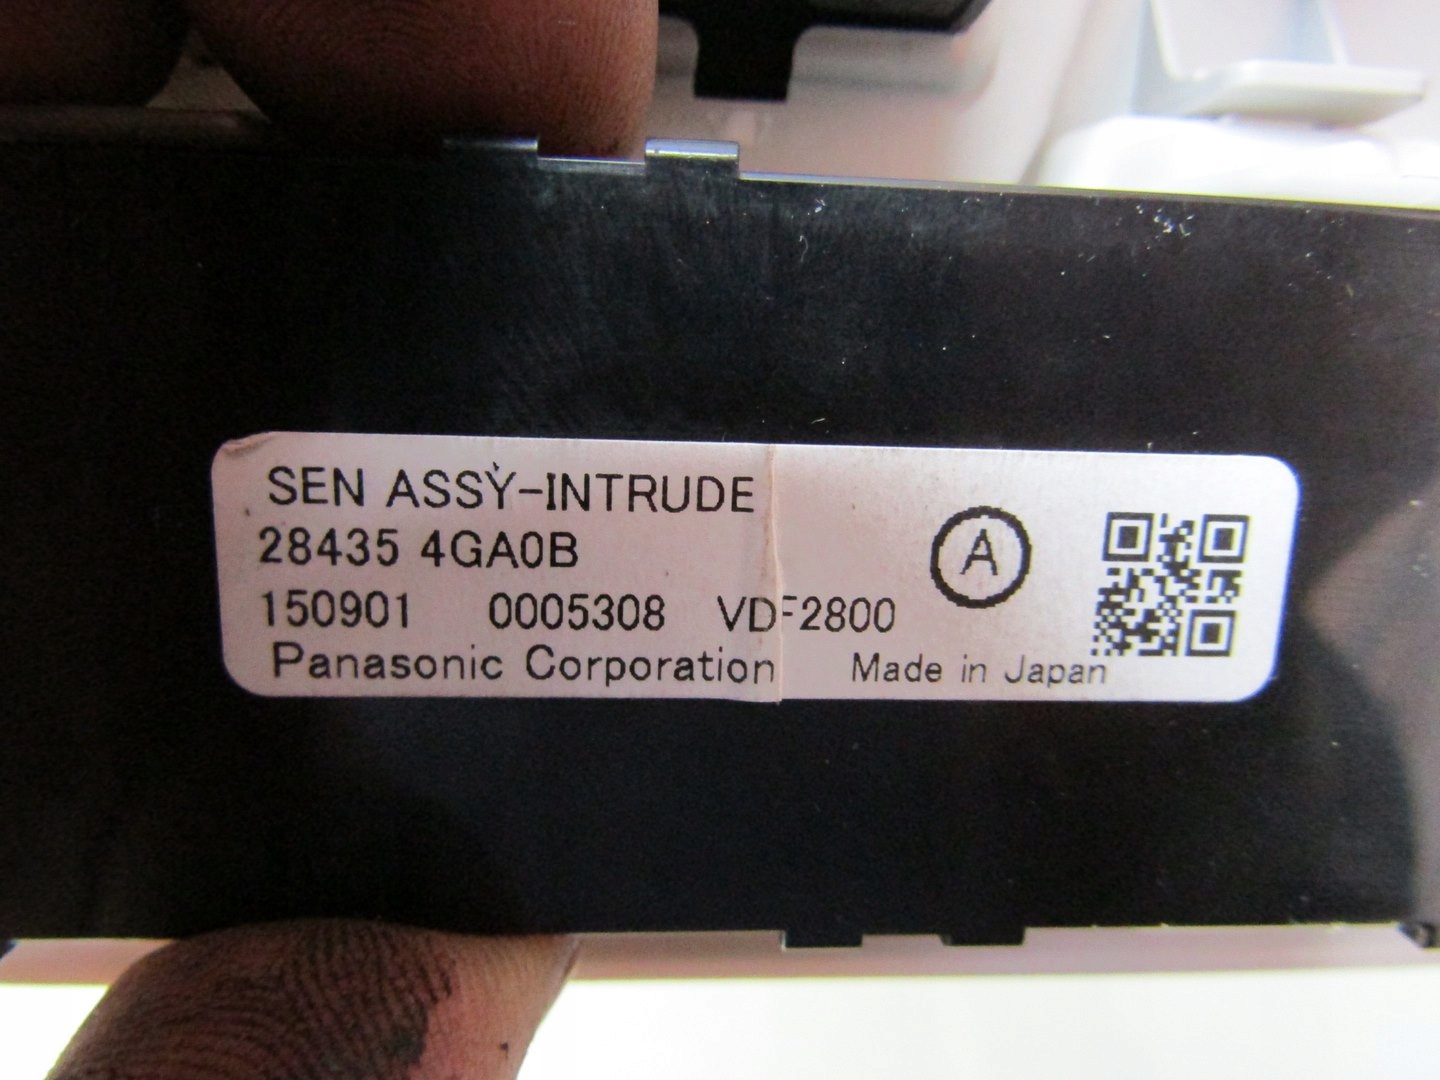 SEN ASSY-INTRUDE
28435 4GA0B
A
150901 0005308 VDF2800
Panasonic Corporation Made in Japan